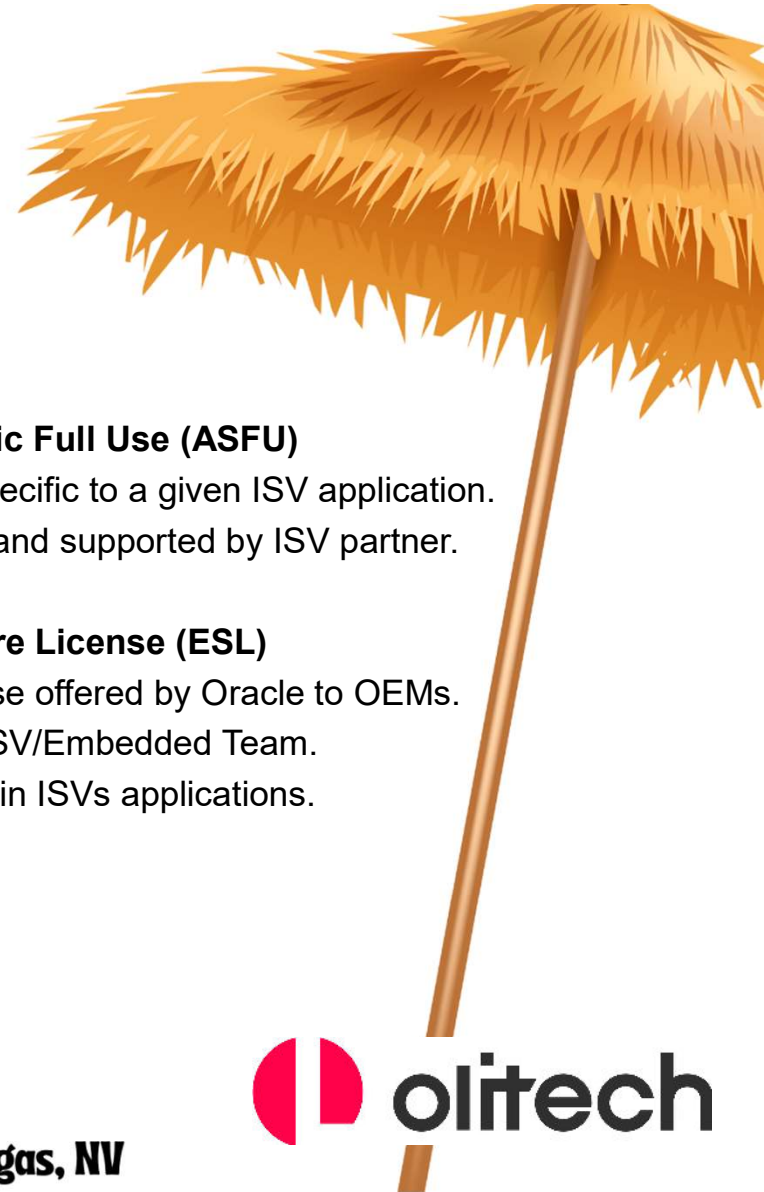 ic Full Use (ASFU)
ecific to a given ISV application.
and supported by ISV partner.
re License (ESL)
se offered by Oracle to OEMs.
SV/Embedded Team.
in ISVs applications.
olitech
gas, NV